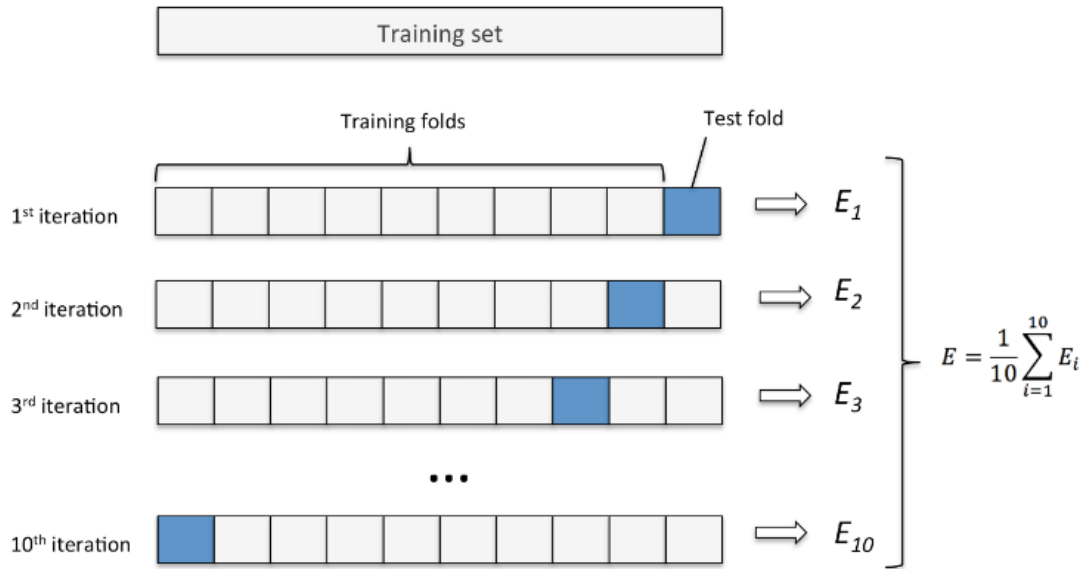 Training set
Training folds
Test fold
1st iteration
E1
2nd iteration
E2
3rd iteration
E3
E = 1/10 ∑_{i=1}^{10} E_i
...
10th iteration
E10